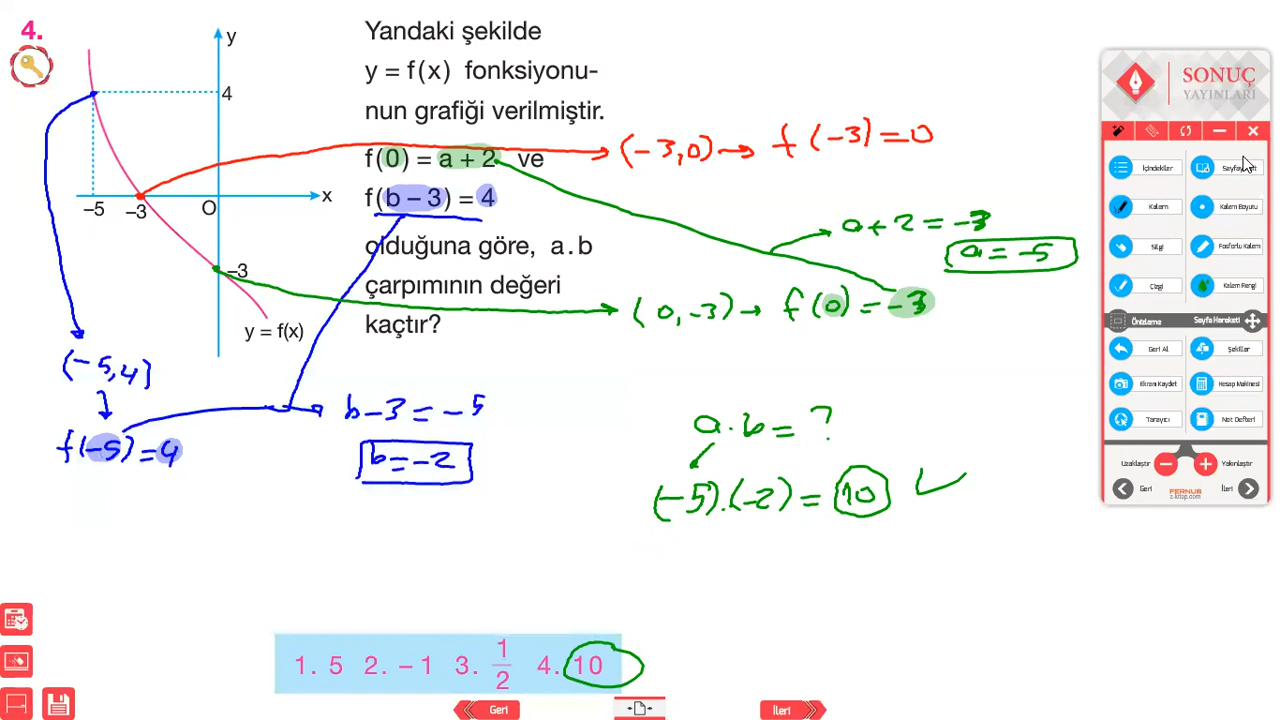 4.
Yandaki şekilde
y = f(x) fonksiyonu-
nun grafiği verilmiştir.
f(0) = a + 2 ve
f(b − 3) = 4
olduğuna göre, a.b
çarpımının değeri
kaçtır?
y
4
x
−5
−3
O
−3
y = f(x)
(-3,0) → f(-3)=0
a+2=-3
a=-5
(0,-3) → f(0)=-3
(-5,4)
f(-5)=4
b-3=-5
b=-2
a.b=?
(-5).(-2)=10
1. 5 2. − 1 3. 1/2 4. 10
Geri
İleri
SONUÇ
YAYINLARI
İçindekiler
Kalem
Kalem Boyutu
Silgi
Fosforlu Kalem
Çizgi
Kalem Rengi
Önizleme
Sayfa Hareketi
Geri Al
Şekiller
Ekran Kaydet
Hesap Makinesi
Tarayıcı
Not Defteri
Uzaklaştır
Yakınlaştır
Geri
FERNUS
z-kitap.com
İleri